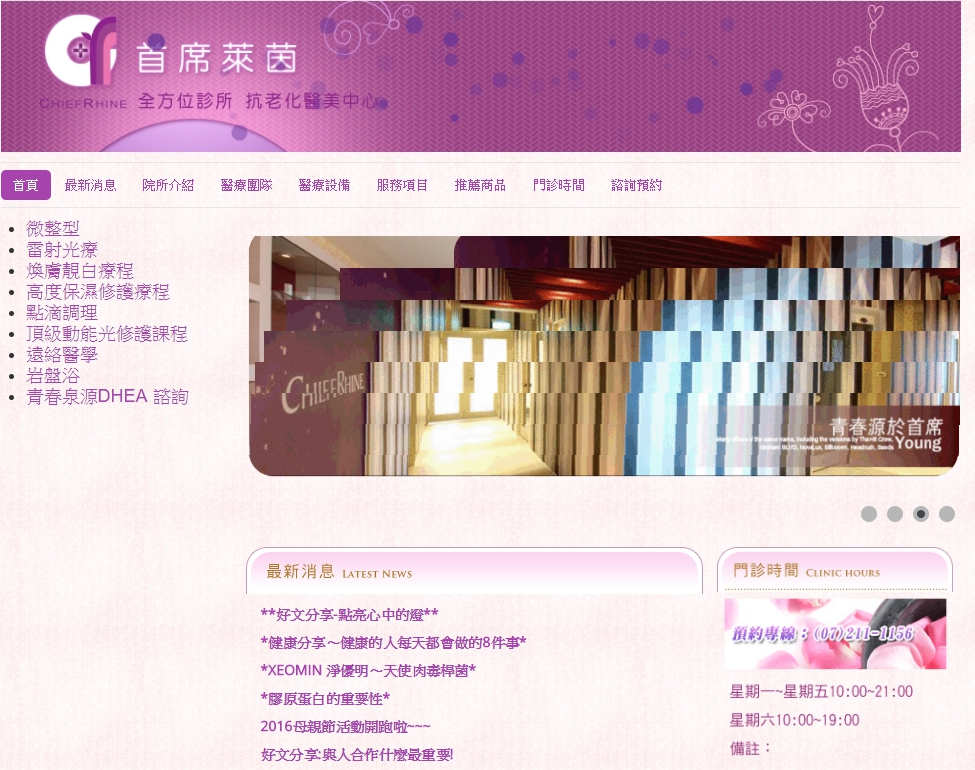 首席萊茵
CHIEFRHINE 全方位診所 抗老化醫美中心
首頁 最新消息 院所介紹 醫療團隊 醫療設備 服務項目 推薦商品 門診時間 諮詢預約
微整型
雷射光療
煥膚靚白療程
高度保濕修護療程
點滴調理
頂級動能光修護課程
遠絡醫學
岩盤浴
青春泉源DHEA 諮詢
CHIEFRHINE
青春源於首席
Young
最新消息 LATEST NEWS
**好文分享-點亮心中的燈**
*健康分享～健康的人每天都會做的8件事*
*XEOMIN 淨優明～天使肉毒桿菌*
*膠原蛋白的重要性*
2016母親節活動開跑啦~~~
好文分享:與人合作什麼最重要!
門診時間 CLINIC HOURS
預約專線：(07)211-1156
星期一~星期五10:00~21:00
星期六10:00~19:00
備註：